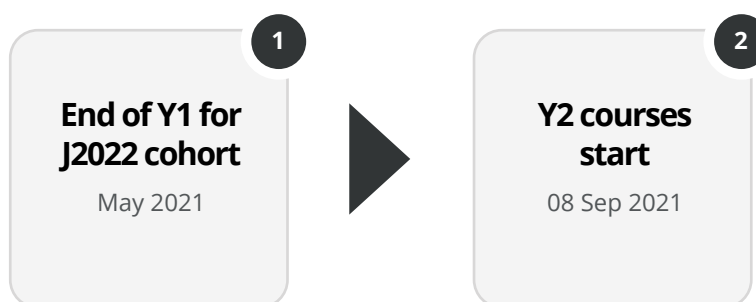 1
End of Y1 for
J2022 cohort
May 2021
2
Y2 courses
start
08 Sep 2021